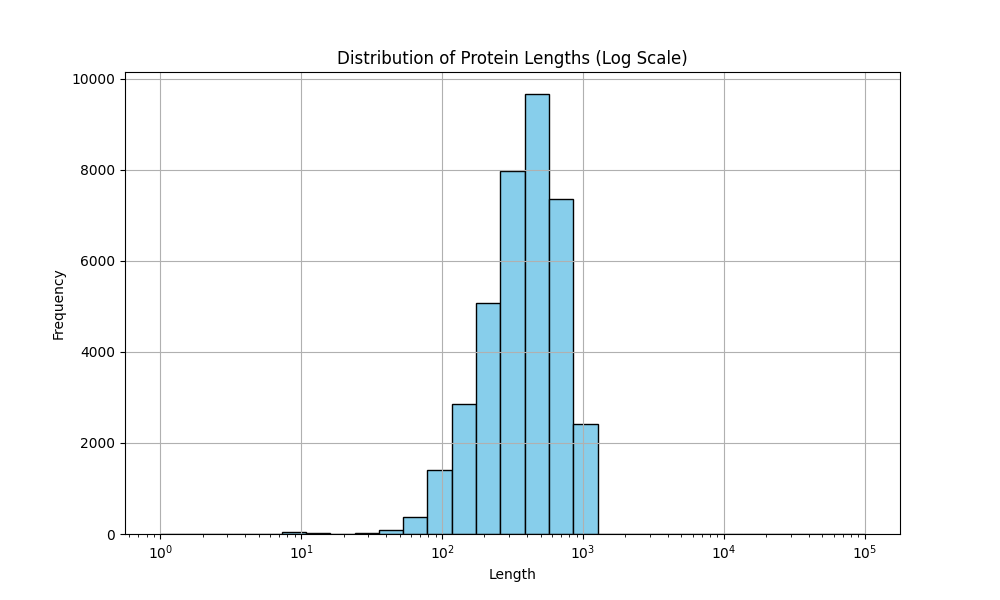 Distribution of Protein Lengths (Log Scale)
10000
8000
6000
4000
2000
0
Frequency
10⁰ 10¹ 10² 10³ 10⁴ 10⁵
Length